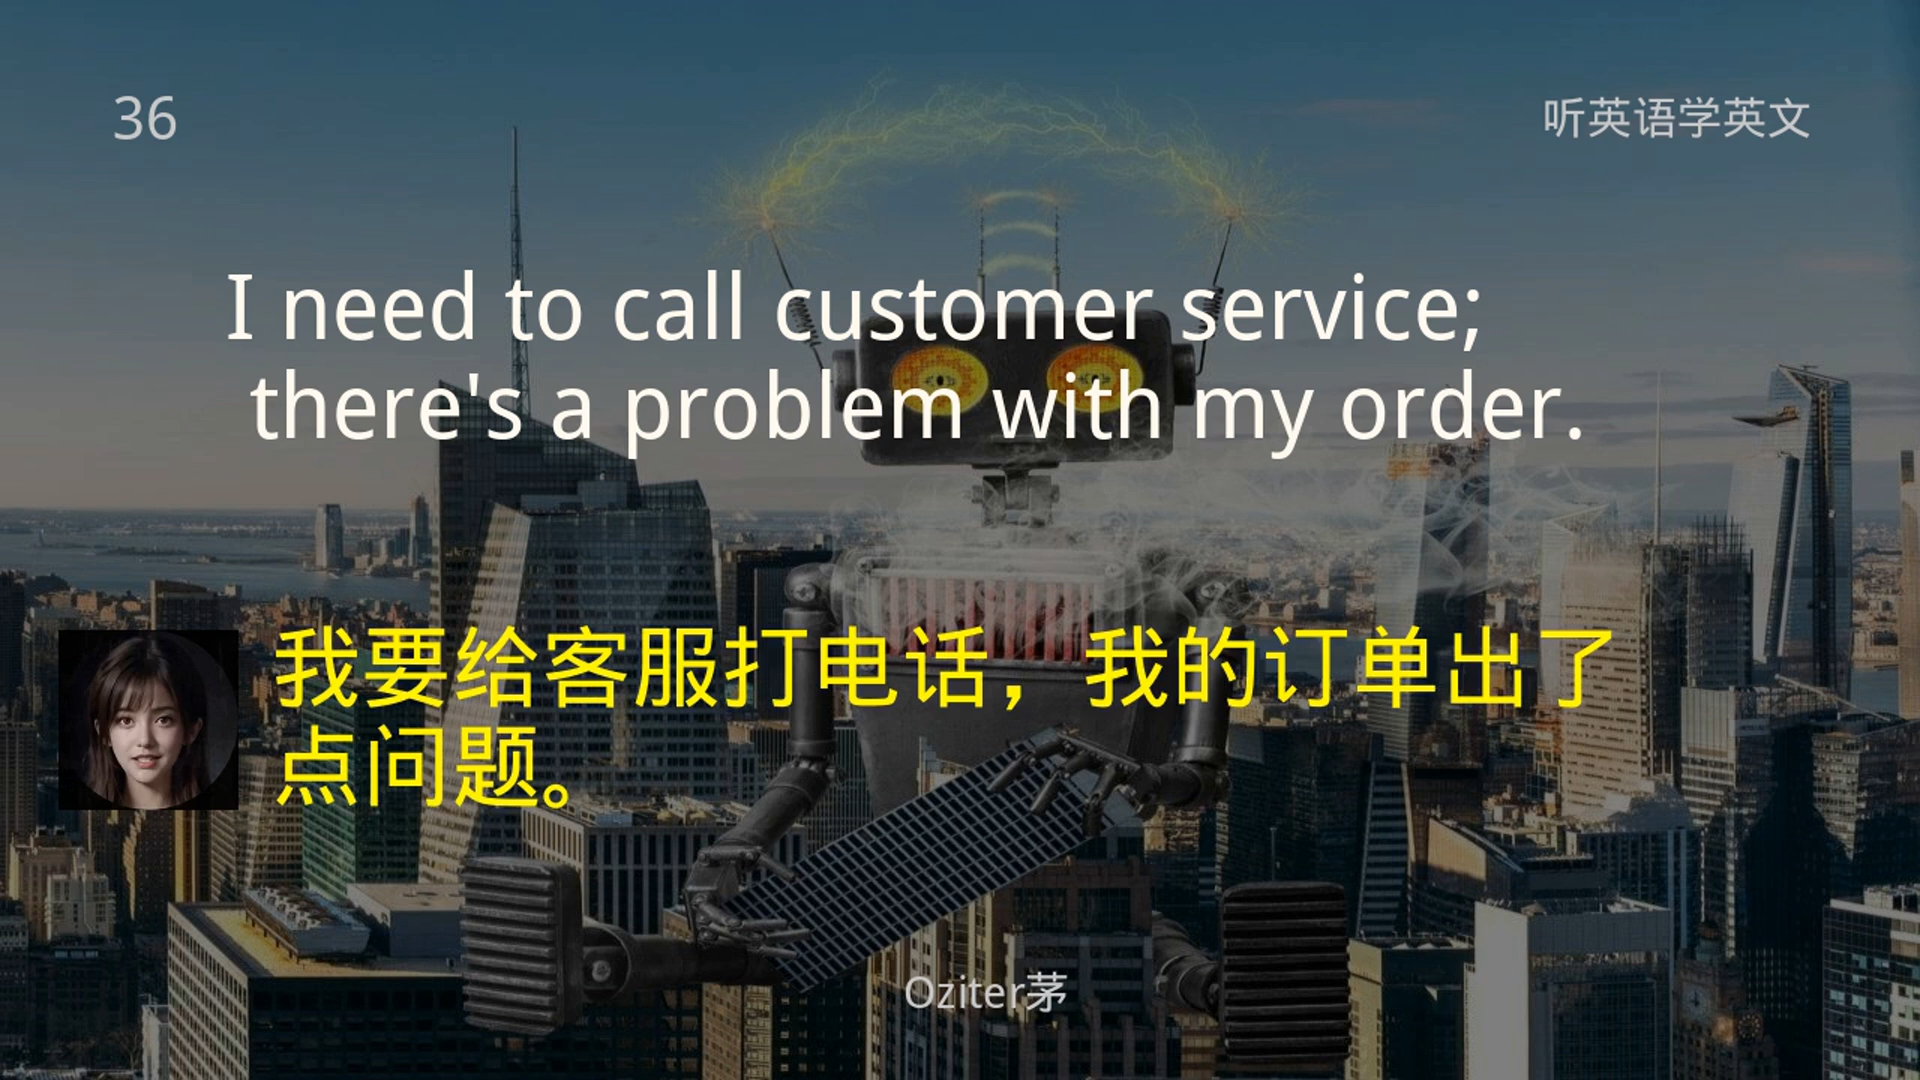 36
听英语学英文
I need to call customer service;
there's a problem with my order.
我要给客服打电话，我的订单出了
点问题。
Oziter茅